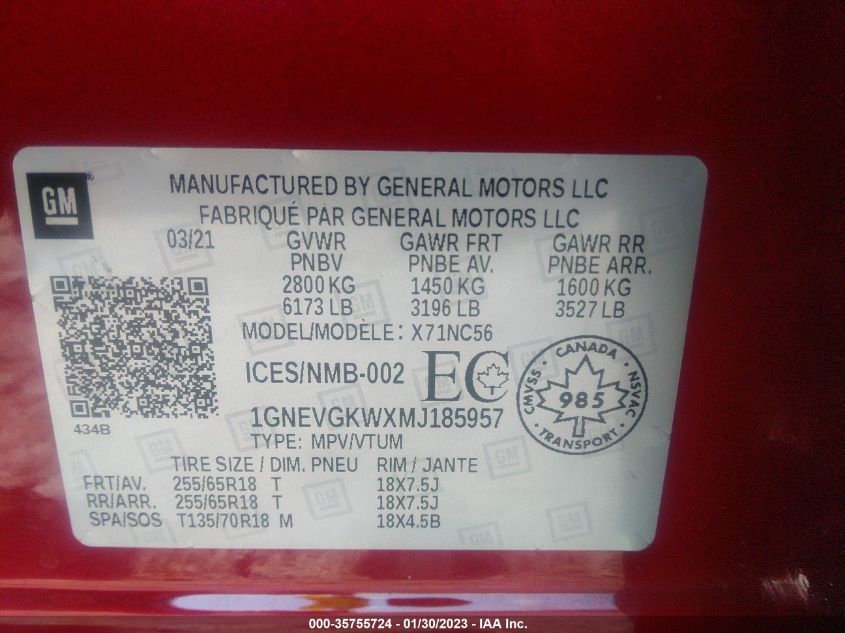 GM
MANUFACTURED BY GENERAL MOTORS LLC
FABRIQUÉ PAR GENERAL MOTORS LLC
03/21 GVWR GAWR FRT GAWR RR
PNBV PNBE AV. PNBE ARR.
2800 KG 1450 KG 1600 KG
6173 LB 3196 LB 3527 LB
MODEL/MODÈLE: X71NC56
ICES/NMB-002 EC
CANADA
CMVSS 985 NSVAC
TRANSPORT
434B
1GNEVGKWXMJ185957
TYPE: MPV/VTUM
TIRE SIZE / DIM. PNEU RIM / JANTE
FRT/AV. 255/65R18 T 18X7.5J
RR/ARR. 255/65R18 T 18X7.5J
SPA/SOS T135/70R18 M 18X4.5B
000-35755724 - 01/30/2023 - IAA Inc.